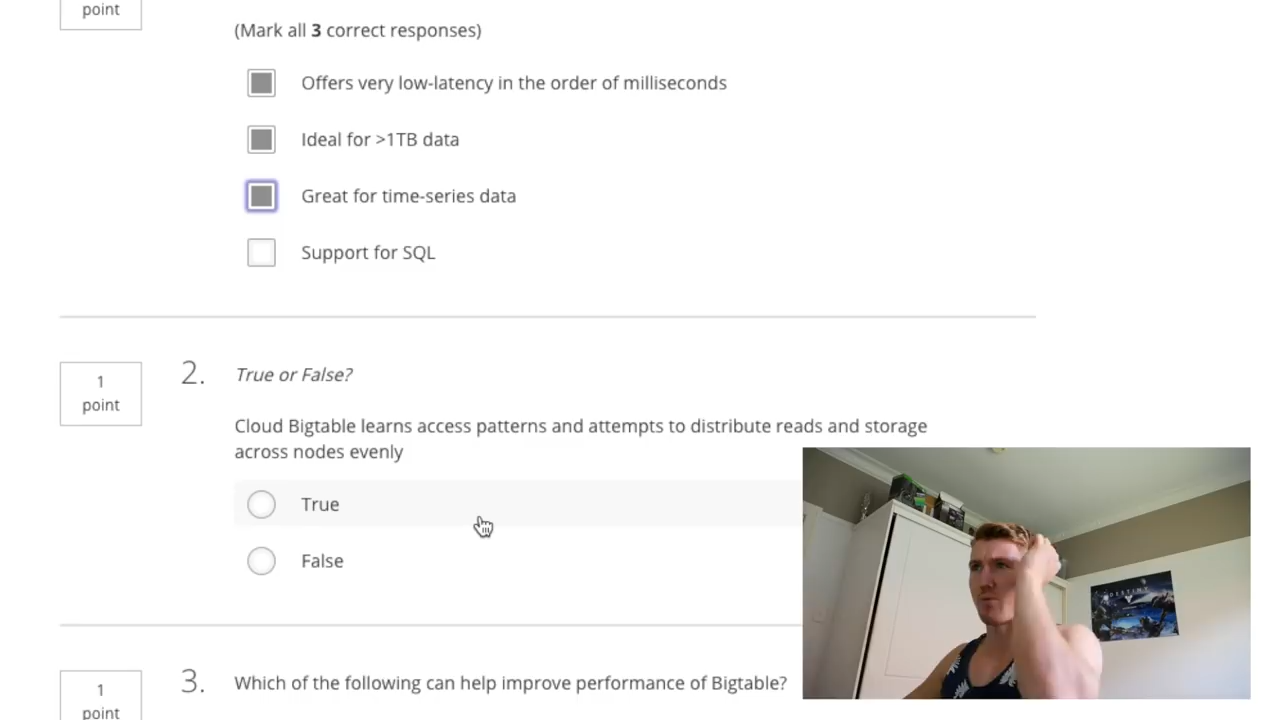 point
(Mark all 3 correct responses)
Offers very low-latency in the order of milliseconds
Ideal for >1TB data
Great for time-series data
Support for SQL
1
point
2.
True or False?
Cloud Bigtable learns access patterns and attempts to distribute reads and storage
across nodes evenly
True
False
DESTINY
1
point
3.
Which of the following can help improve performance of Bigtable?